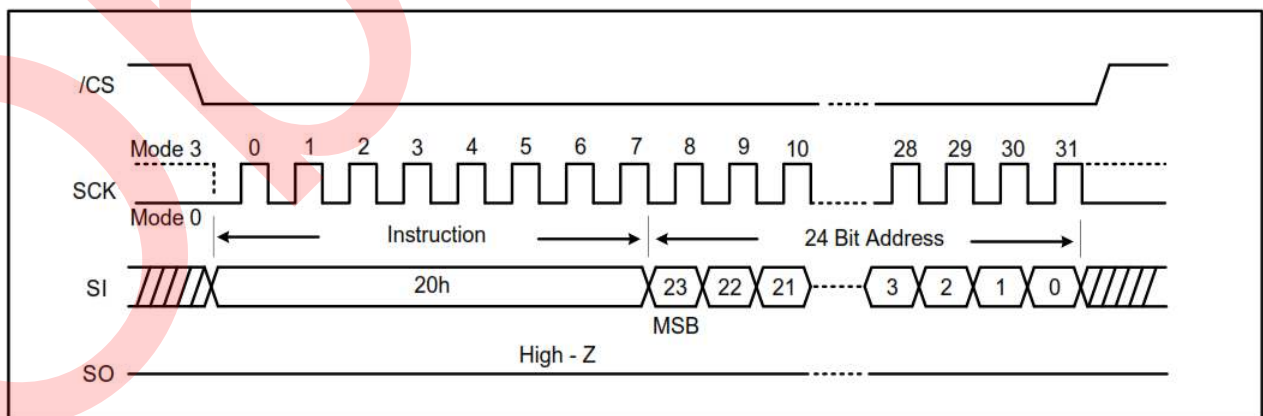 /CS
Mode 3 0 1 2 3 4 5 6 7 8 9 10 28 29 30 31
SCK
Mode 0
Instruction 24 Bit Address
SI 20h 23 22 21 3 2 1 0
MSB
High - Z
SO